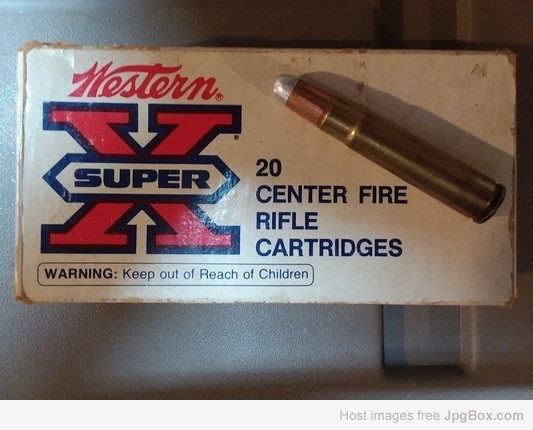 Western®
SUPER X®
20
CENTER FIRE
RIFLE
CARTRIDGES
WARNING: Keep out of Reach of Children
Host images free JpgBox.com